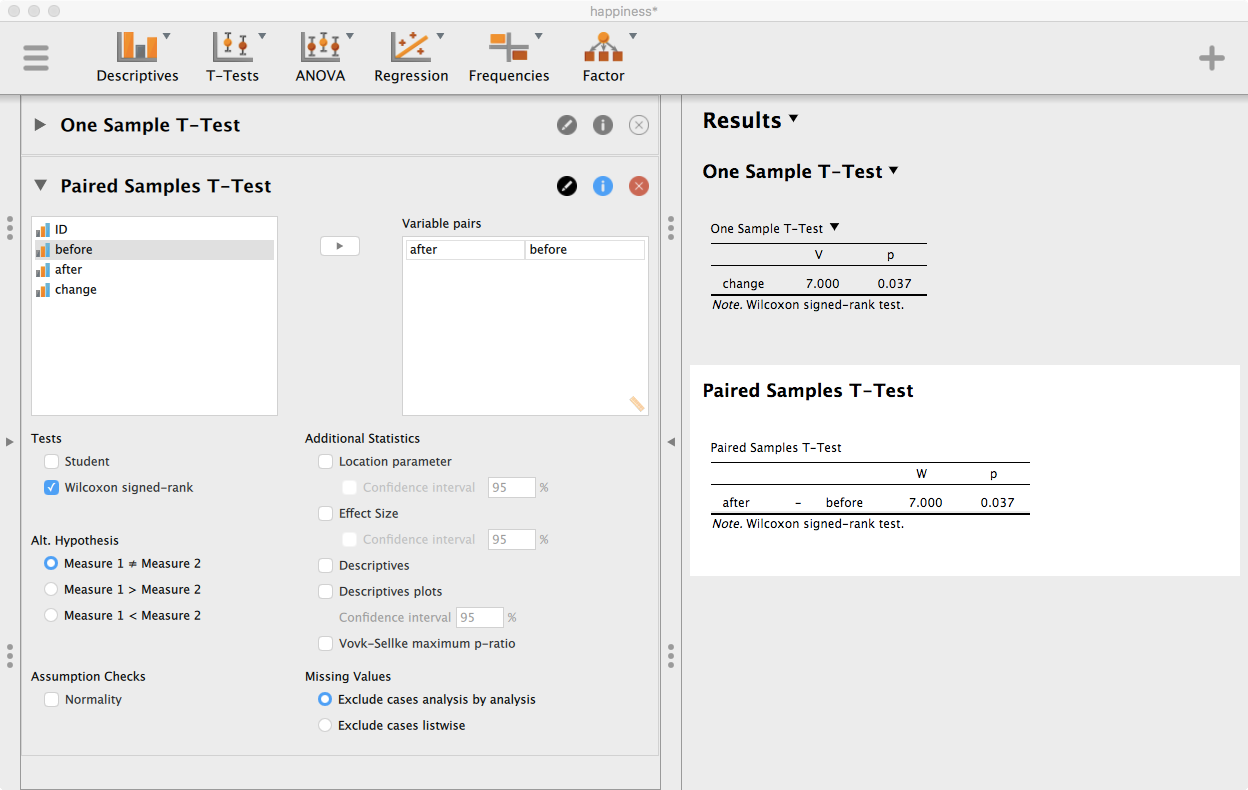 happiness*
Descriptives T-Tests ANOVA Regression Frequencies Factor
One Sample T-Test
Paired Samples T-Test
ID
before
after
change
Variable pairs
after before
Tests
Student
Wilcoxon signed-rank
Alt. Hypothesis
Measure 1 ≠ Measure 2
Measure 1 > Measure 2
Measure 1 < Measure 2
Assumption Checks
Normality
Additional Statistics
Location parameter
Confidence interval 95 %
Effect Size
Confidence interval 95 %
Descriptives
Descriptives plots
Confidence interval 95 %
Vovk-Sellke maximum p-ratio
Missing Values
Exclude cases analysis by analysis
Exclude cases listwise
Results
One Sample T-Test
One Sample T-Test
V p
change 7.000 0.037
Note. Wilcoxon signed-rank test.
Paired Samples T-Test
Paired Samples T-Test
W p
after - before 7.000 0.037
Note. Wilcoxon signed-rank test.